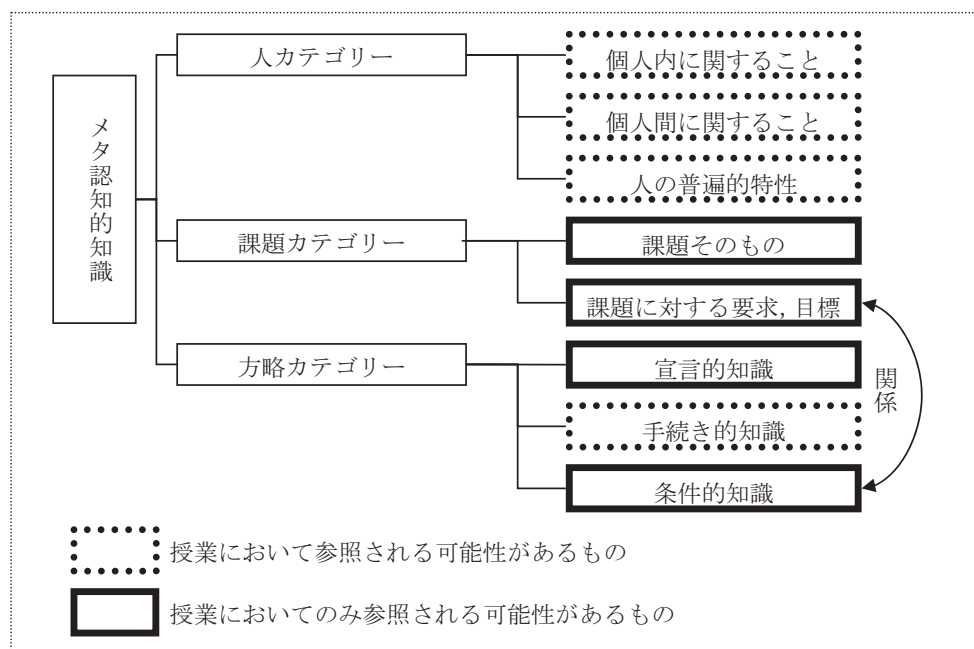 メタ認知的知識
人カテゴリー
個人内に関すること
個人間に関すること
人の普遍的特性
課題カテゴリー
課題そのもの
課題に対する要求,目標
方略カテゴリー
宣言的知識
手続き的知識
条件的知識
関係
授業において参照される可能性があるもの
授業においてのみ参照される可能性があるもの